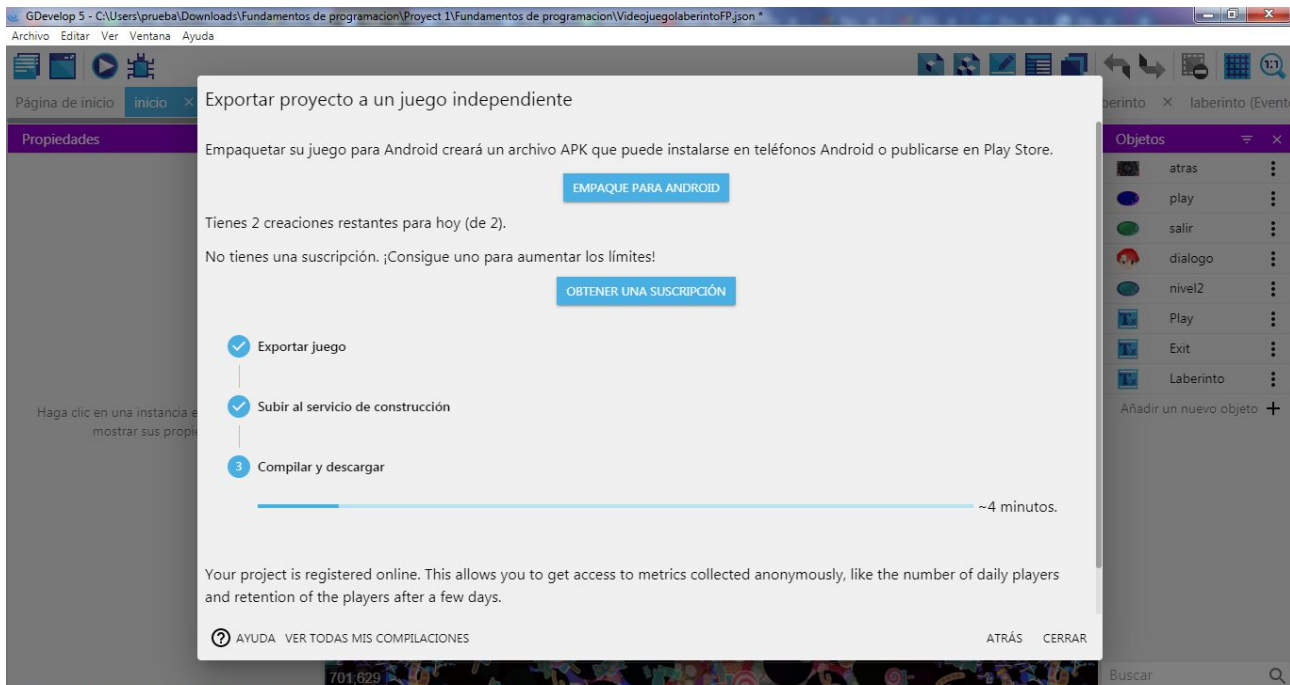 GDevelop 5 - C:\Users\prueba\Downloads\Fundamentos de programacion\Proyect 1\Fundamentos de programacion\VideojuegolaberintoFP.json *
Archivo Editar Ver Ventana Ayuda
1:1
Página de inicio inicio × erinto × laberinto (Event
Propiedades
Objetos
Exportar proyecto a un juego independiente
Empaquetar su juego para Android creará un archivo APK que puede instalarse en teléfonos Android o publicarse en Play Store.
EMPAQUE PARA ANDROID
Tienes 2 creaciones restantes para hoy (de 2).
No tienes una suscripción. ¡Consigue uno para aumentar los límites!
OBTENER UNA SUSCRIPCIÓN
Exportar juego
Subir al servicio de construcción
3 Compilar y descargar
~4 minutos.
Your project is registered online. This allows you to get access to metrics collected anonymously, like the number of daily players
and retention of the players after a few days.
? AYUDA VER TODAS MIS COMPILACIONES ATRÁS CERRAR
Haga clic en una instancia e
mostrar sus propi
atras
play
salir
dialogo
nivel2
Tx Play
Tx Exit
Tx Laberinto
Añadir un nuevo objeto +
701;629
Buscar